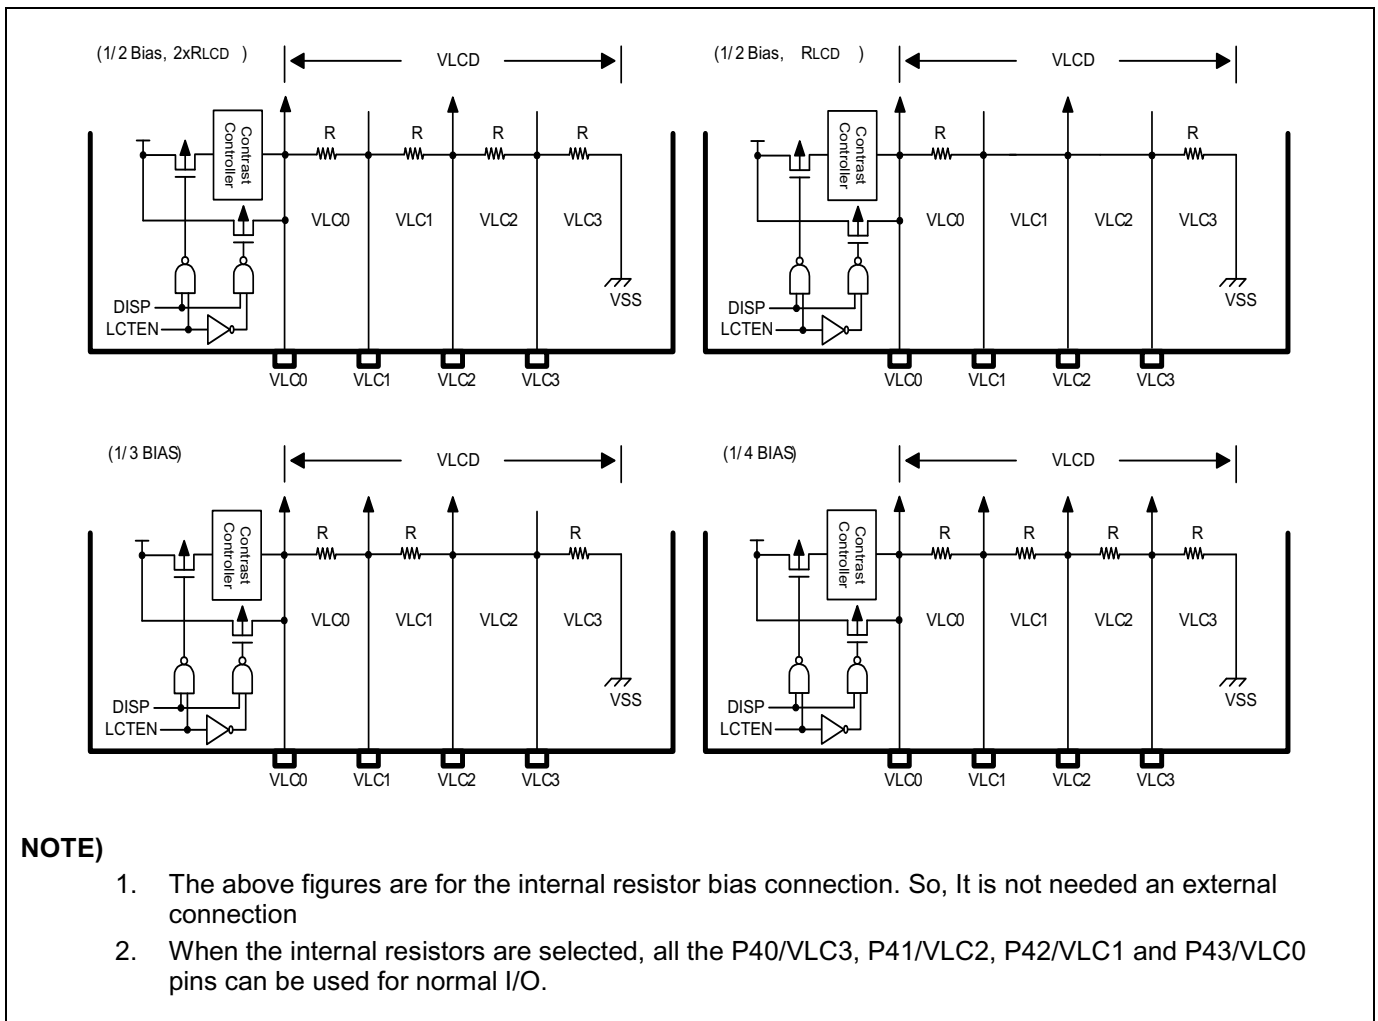 (1/2 Bias, 2xRLCD )
VLCD
Contrast Controller
R R R R
VLC0 VLC1 VLC2 VLC3
DISP
LCTEN
VSS
VLC0 VLC1 VLC2 VLC3
(1/2 Bias, RLCD )
VLCD
Contrast Controller
R R
VLC0 VLC1 VLC2 VLC3
DISP
LCTEN
VSS
VLC0 VLC1 VLC2 VLC3
(1/3 BIAS)
VLCD
Contrast Controller
R R R
VLC0 VLC1 VLC2 VLC3
DISP
LCTEN
VSS
VLC0 VLC1 VLC2 VLC3
(1/4 BIAS)
VLCD
Contrast Controller
R R R R
VLC0 VLC1 VLC2 VLC3
DISP
LCTEN
VSS
VLC0 VLC1 VLC2 VLC3
NOTE)
1. The above figures are for the internal resistor bias connection. So, It is not needed an external
connection
2. When the internal resistors are selected, all the P40/VLC3, P41/VLC2, P42/VLC1 and P43/VLC0
pins can be used for normal I/O.